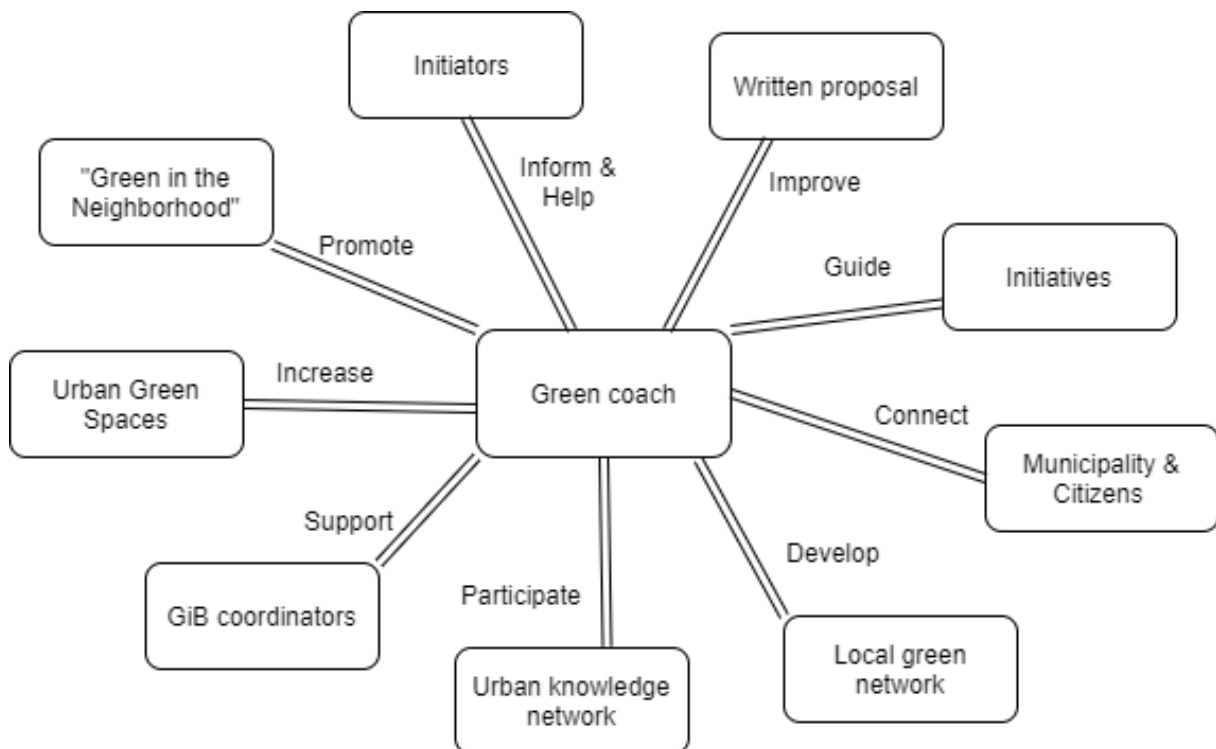 Initiators
Written proposal
Inform &
Help
Improve
"Green in the
Neighborhood"
Promote
Guide
Initiatives
Urban Green
Spaces
Increase
Green coach
Connect
Municipality &
Citizens
Support
Develop
GiB coordinators
Participate
Urban knowledge
network
Local green
network